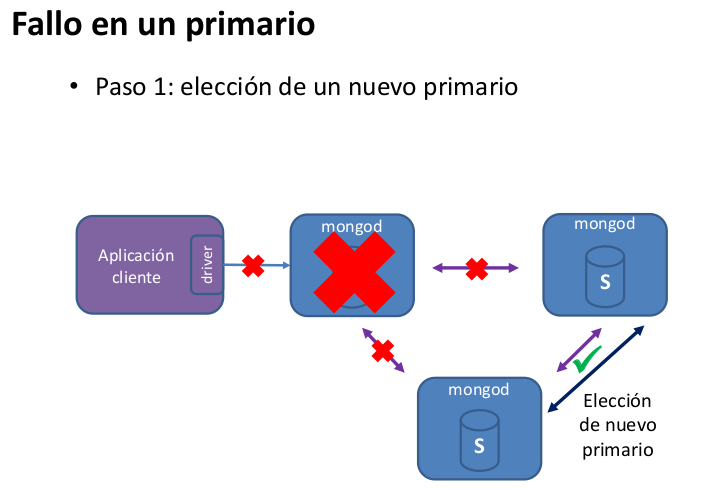 Fallo en un primario
• Paso 1: elección de un nuevo primario
Aplicación
cliente
driver
mongod
mongod
S
mongod
S
Elección
de nuevo
primario